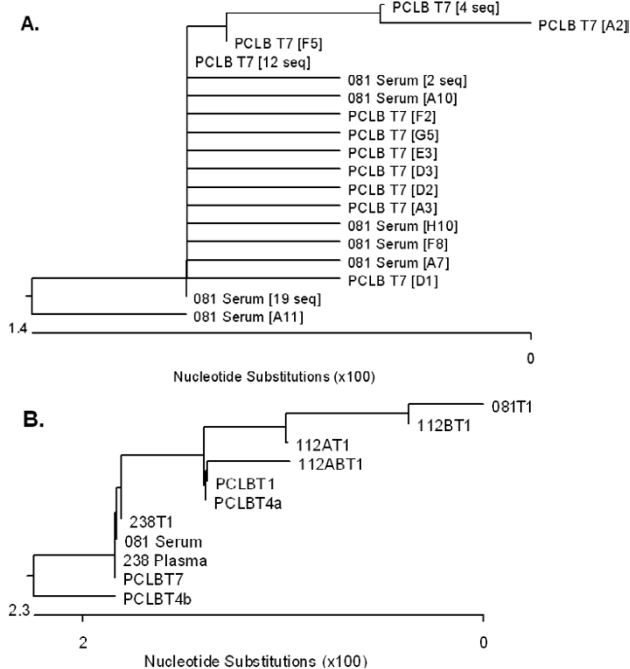 A.
PCLB T7 [4 seq]
PCLB T7 [A2]
PCLB T7 [F5]
PCLB T7 [12 seq]
081 Serum [2 seq]
081 Serum [A10]
PCLB T7 [F2]
PCLB T7 [G5]
PCLB T7 [E3]
PCLB T7 [D3]
PCLB T7 [D2]
PCLB T7 [A3]
081 Serum [H10]
081 Serum [F8]
081 Serum [A7]
PCLB T7 [D1]
081 Serum [19 seq]
081 Serum [A11]
1.4
0
Nucleotide Substitutions (x100)
B.
081T1
112BT1
112AT1
112ABT1
PCLBT1
PCLBT4a
238T1
081 Serum
238 Plasma
PCLBT7
PCLBT4b
2.3
2 0
Nucleotide Substitutions (x100)